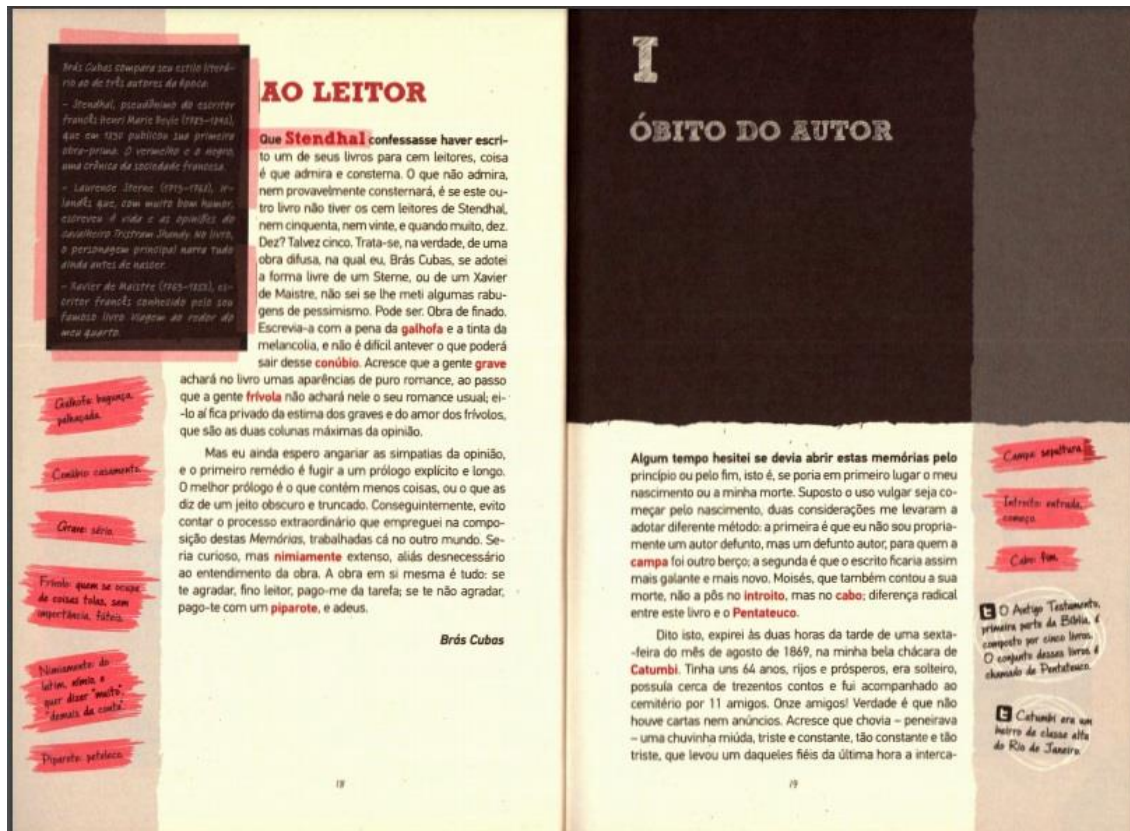 Brás Cubas compara seu estilo literá-
rio ao de três autores da época:
– Stendhal, pseudônimo do escritor
francês Henri Marie Beyle
que em 1830 publicou sua primeira
obra-prima: O vermelho e o negro,
uma crônica da sociedade francesa.
– Laurence Sterne (1713–1768), ir-
landês que, com muito bom humor,
escreveu A vida e as opiniões do
cavalheiro Tristram Shandy. No livro,
o personagem principal narra tudo
ainda antes de nascer.
– Xavier de Maistre es-
critor francês conhecido pelo seu
famoso livro Viagem ao redor do
meu quarto.
Galhofa: bagunça,
palhaçada.
Conúbio: casamento.
Grave: sério.
Frívolo: quem se ocupa
de coisas tolas, sem
importância, fúteis.
Nimiamente: do
latim, nimis, e
quer dizer "muito",
"demais da conta".
Piparote: peteleco.
AO LEITOR
Que Stendhal confessasse haver escri-
to um de seus livros para cem leitores, coisa
é que admira e consterna. O que não admira,
nem provavelmente consternará, é se este ou-
tro livro não tiver os cem leitores de Stendhal,
nem cinquenta, nem vinte, e quando muito, dez.
Dez? Talvez cinco. Trata-se, na verdade, de uma
obra difusa, na qual eu, Brás Cubas, se adotei
a forma livre de um Sterne, ou de um Xavier
de Maistre, não sei se lhe meti algumas rabu-
gens de pessimismo. Pode ser. Obra de finado.
Escrevia-a com a pena da galhofa e a tinta da
melancolia, e não é difícil antever o que poderá
sair desse conúbio. Acresce que a gente grave
achará no livro umas aparências de puro romance, ao passo
que a gente frívola não achará nele o seu romance usual; ei-
-lo aí fica privado da estima dos graves e do amor dos frívolos,
que são as duas colunas máximas da opinião.
Mas eu ainda espero angariar as simpatias da opinião,
e o primeiro remédio é fugir a um prólogo explícito e longo.
O melhor prólogo é o que contém menos coisas, ou o que as
diz de um jeito obscuro e truncado. Conseguintemente, evito
contar o processo extraordinário que empreguei na compo-
sição destas Memórias, trabalhadas cá no outro mundo. Se-
ria curioso, mas nimiamente extenso, aliás desnecessário
ao entendimento da obra. A obra em si mesma é tudo: se
te agradar, fino leitor, pago-me da tarefa; se te não agradar,
pago-te com um piparote, e adeus.
Brás Cubas
18
I
ÓBITO DO AUTOR
Algum tempo hesitei se devia abrir estas memórias pelo
princípio ou pelo fim, isto é, se poria em primeiro lugar o meu
nascimento ou a minha morte. Suposto o uso vulgar seja co-
meçar pelo nascimento, duas considerações me levaram a
adotar diferente método: a primeira é que eu não sou propria-
mente um autor defunto, mas um defunto autor, para quem a
campa foi outro berço; a segunda é que o escrito ficaria assim
mais galante e mais novo. Moisés, que também contou a sua
morte, não a pôs no introito, mas no cabo; diferença radical
entre este livro e o Pentateuco.
Dito isto, expirei às duas horas da tarde de uma sexta-
-feira do mês de agosto de 1869, na minha bela chácara de
Catumbi. Tinha uns 64 anos, rijos e prósperos, era solteiro,
possuía cerca de trezentos contos e fui acompanhado ao
cemitério por 11 amigos. Onze amigos! Verdade é que não
houve cartas nem anúncios. Acresce que chovia – peneirava
– uma chuvinha miúda, triste e constante, tão constante e tão
triste, que levou um daqueles fiéis da última hora a interca-
Campa: sepultura.
Introito: entrada,
começo.
Cabo: fim.
O Antigo Testamento,
primeira parte da Bíblia, é
composto por cinco livros.
O conjunto desses livros é
chamado de Pentateuco.
Catumbi era um
bairro de classe alta
do Rio de Janeiro.
19